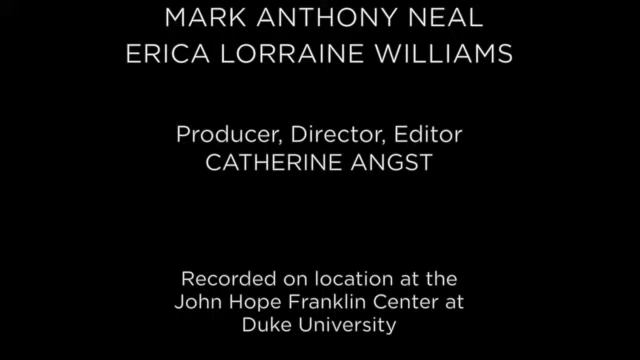 MARK ANTHONY NEAL
ERICA LORRAINE WILLIAMS
Producer, Director, Editor
CATHERINE ANGST
Recorded on location at the
John Hope Franklin Center at
Duke University